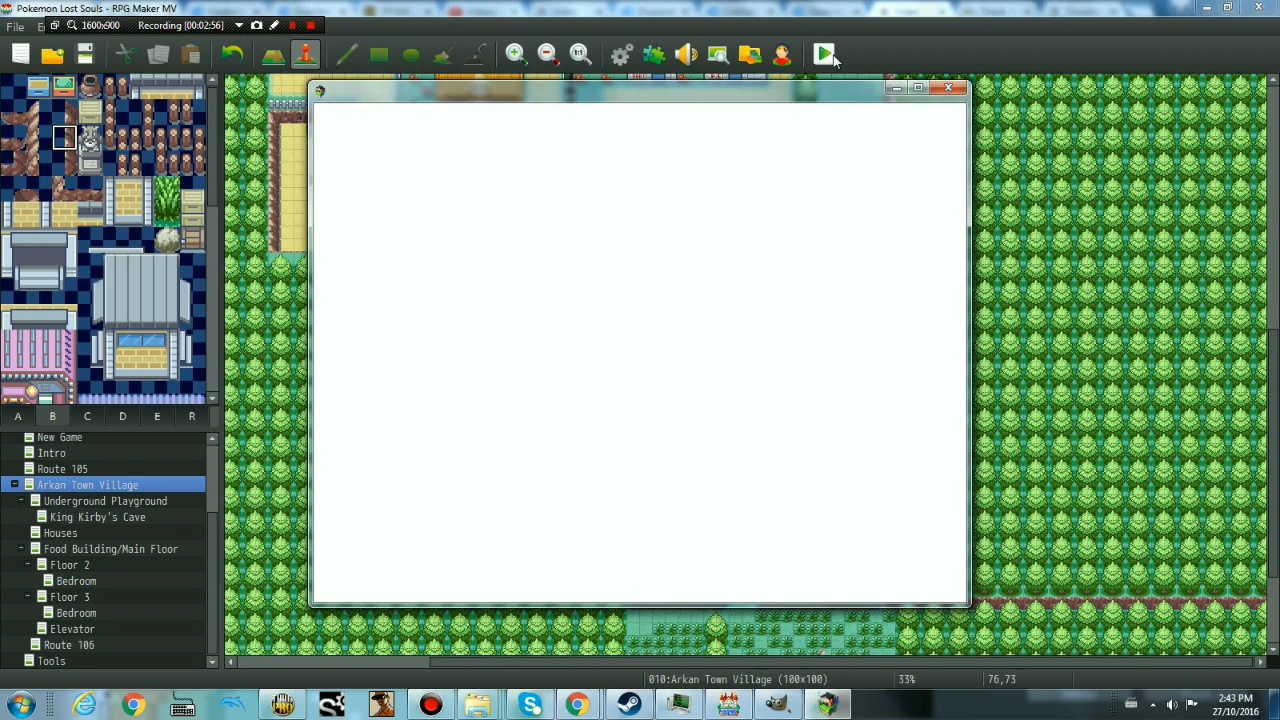 Pokemon Lost Souls - RPG Maker MV
File
1600x900
Recording [02:56]
1:1
A B C D E R
New Game
Intro
Route 105
Arkan Town Village
Underground Playground
King Kirby's Cave
Houses
Food Building/Main Floor
Floor 2
Bedroom
Floor 3
Bedroom
Elevator
Route 106
Tools
010:Arkan Town Village (100x100)
33%
76,73
2:43 PM
27/10/2016